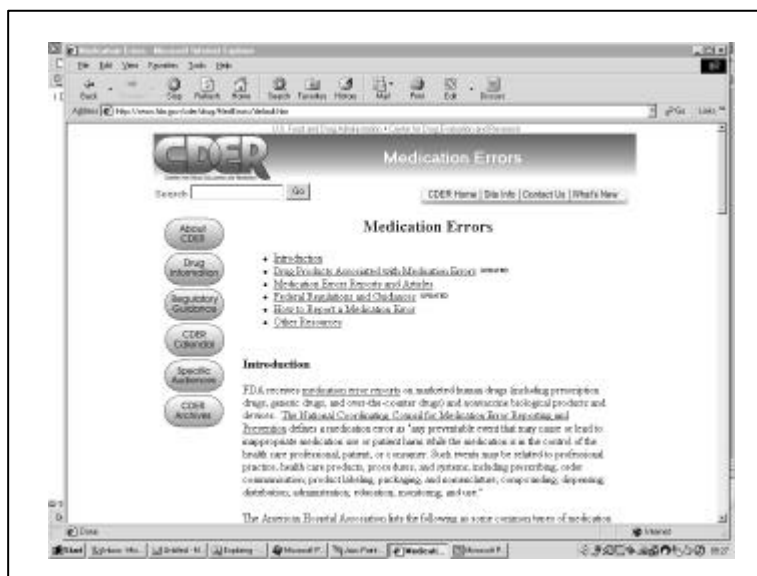 Medication Errors - Microsoft Internet Explorer
File Edit View Favorites Tools Help
Back Stop Refresh Home Search Favorites History Mail Print Edit Discuss
Address Go Links
U.S. Food and Drug Administration • Center for Drug Evaluation and Research
CDER
Medication Errors
Search Go
CDER Home | Site Info | Contact Us | What's New
Medication Errors
About CDER
Drug Information
Regulatory Guidance
CDER Calendar
Specific Audiences
CDER Archives
• Introduction
• Drug Products Associated with Medication Errors UPDATED
• Medication Errors Reports and Articles
• Federal Regulations and Guidances UPDATED
• How to Report a Medication Error
• Other Resources
Introduction
FDA receives medication error reports on marketed human drugs (including prescription
drugs, generic drugs, and over-the-counter drugs) and nonvaccine biological products and
devices. The National Coordinating Council for Medication Error Reporting and
Prevention defines a medication error as "any preventable event that may cause or lead to
inappropriate medication use or patient harm while the medication is in the control of the
health care professional, patient, or consumer. Such events may be related to professional
practice, health care products, procedures, and systems, including prescribing, order
communication, product labeling, packaging, and nomenclature, compounding, dispensing,
distribution, administration, education, monitoring, and use."
The American Hospital Association lists the following as some common types of medication
Done Internet
Start